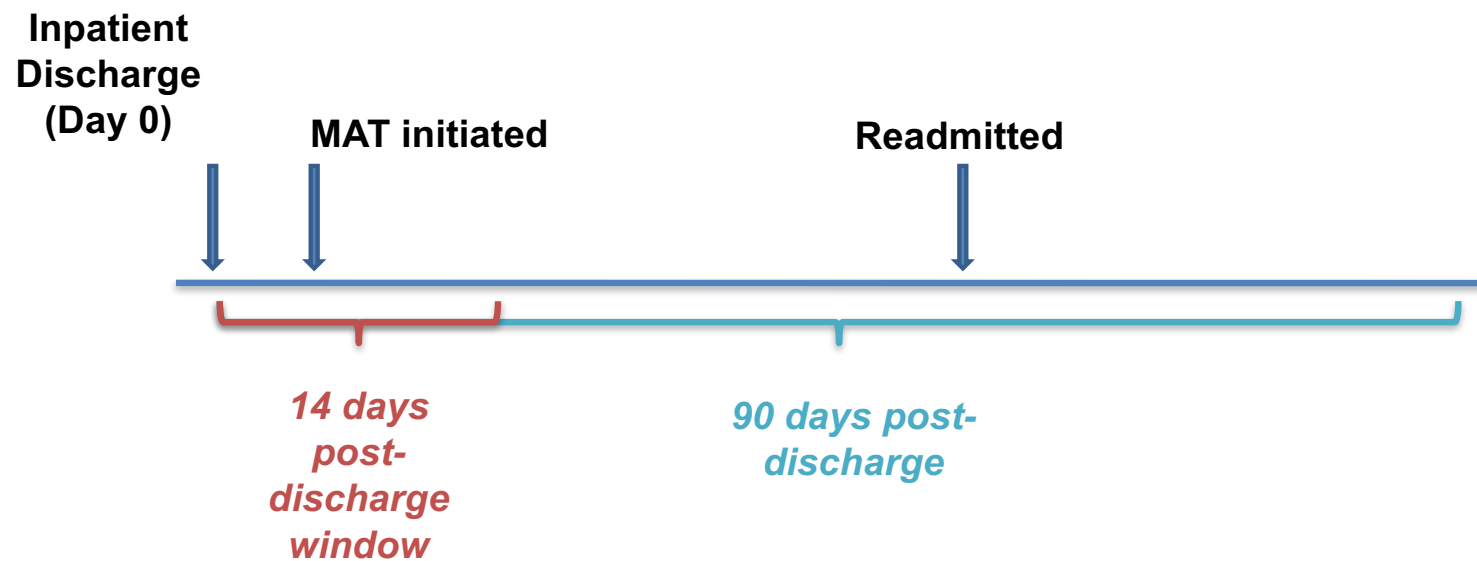 Inpatient
Discharge
(Day 0)
MAT initiated
Readmitted
14 days
post-
discharge
window
90 days post-
discharge